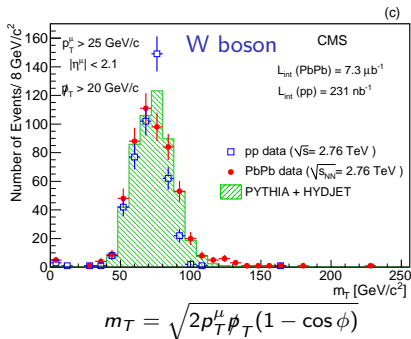 (c)
p_T^μ > 25 GeV/c
W boson
CMS
|η^μ| < 2.1
p̸_T > 20 GeV/c
L_int (PbPb) = 7.3 μb⁻¹
L_int (pp) = 231 nb⁻¹
Number of Events/ 8 GeV/c²
160
140
120
100
80
60
40
20
0
pp data (√s= 2.76 TeV )
PbPb data (√s_NN= 2.76 TeV )
PYTHIA + HYDJET
0 50 100 150 200 250
m_T [GeV/c²]
m_T = √(2p_T^μ p̸_T (1 − cos ϕ))